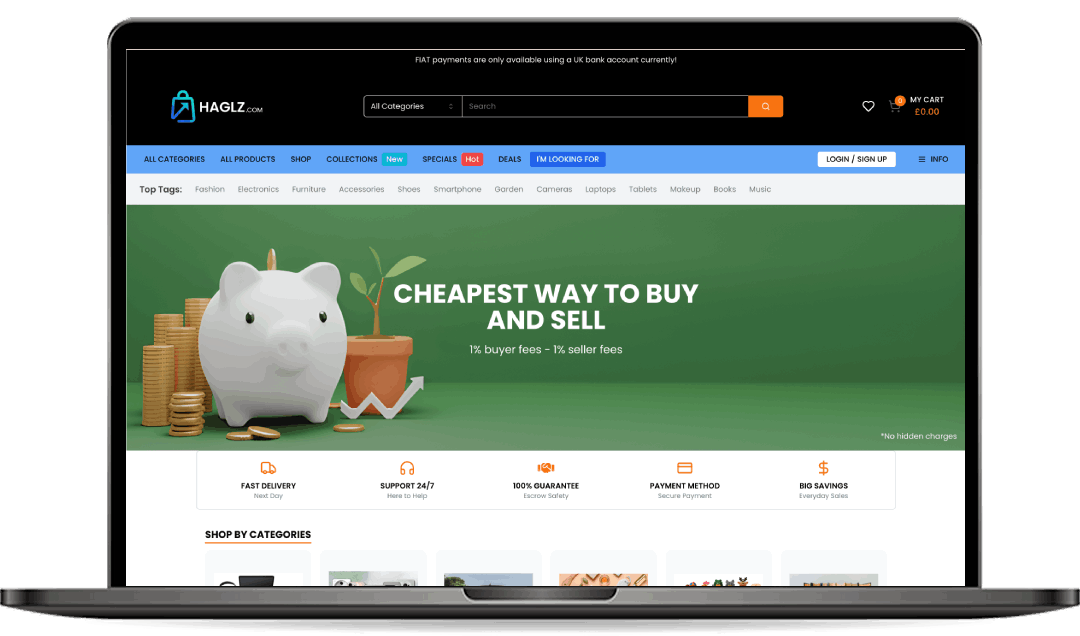 FIAT payments are only available using a UK bank account currently!
HAGLZ.COM
All Categories
Search
0
MY CART
£0.00
ALL CATEGORIES ALL PRODUCTS SHOP COLLECTIONS New SPECIALS Hot DEALS I'M LOOKING FOR LOGIN / SIGN UP INFO
Top Tags: Fashion Electronics Furniture Accessories Shoes Smartphone Garden Cameras Laptops Tablets Makeup Books Music
CHEAPEST WAY TO BUY
AND SELL
1% buyer fees - 1% seller fees
*No hidden charges
FAST DELIVERY
Next Day
SUPPORT 24/7
Here to Help
100% GUARANTEE
Escrow Safety
PAYMENT METHOD
Secure Payment
BIG SAVINGS
Everyday Sales
SHOP BY CATEGORIES